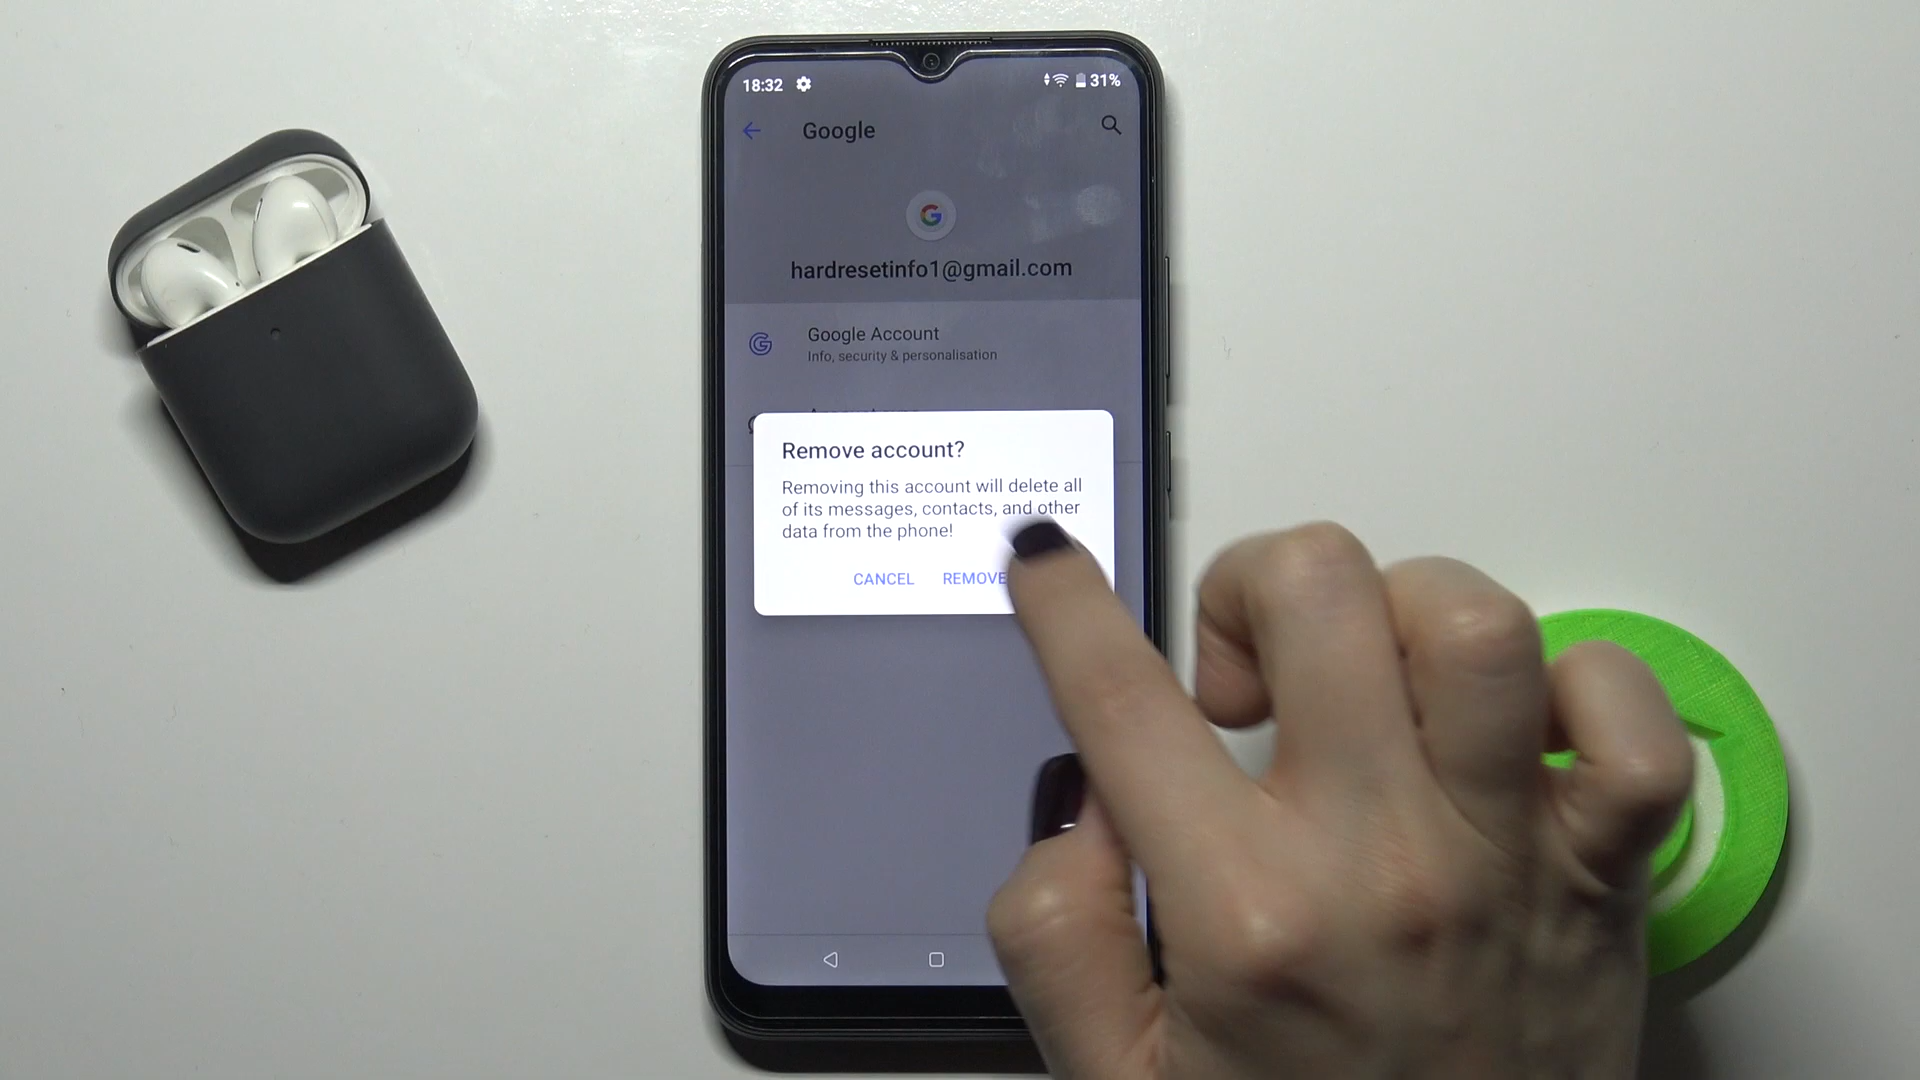 18:32
31%
Google
G
hardresetinfo1@gmail.com
Google Account
Info, security & personalisation
Remove account?
Removing this account will delete all
of its messages, contacts, and other
data from the phone!
CANCEL REMOVE